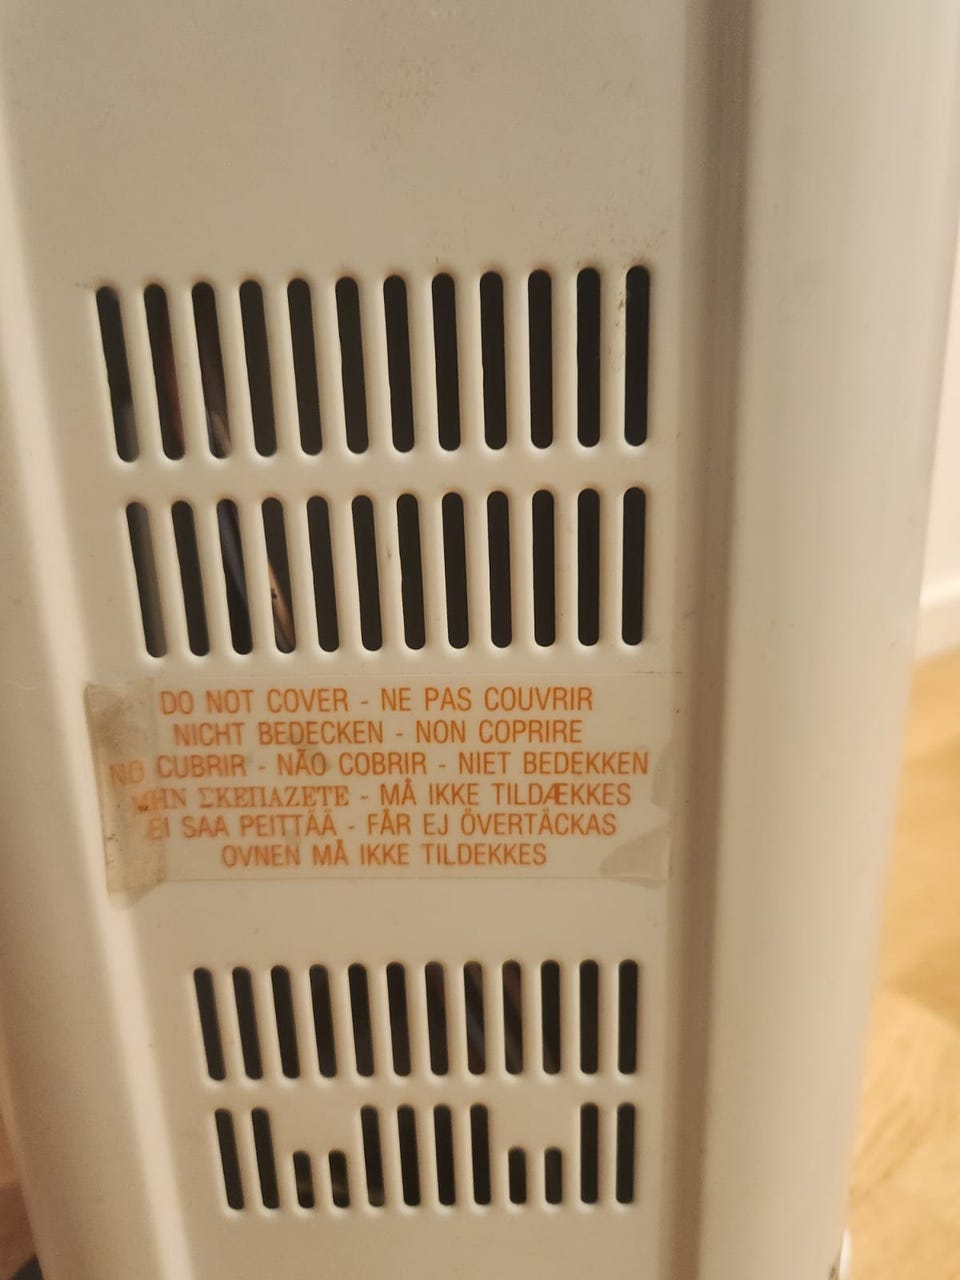 DO NOT COVER - NE PAS COUVRIR
NICHT BEDECKEN - NON COPRIRE
NO CUBRIR - NÃO COBRIR - NIET BEDEKKEN
ΜΗΝ ΣΚΕΠΑΖΕΤΕ - MÅ IKKE TILDÆKKES
EI SAA PEITTÄÄ - FÅR EJ ÖVERTÄCKAS
OVNEN MÅ IKKE TILDEKKES